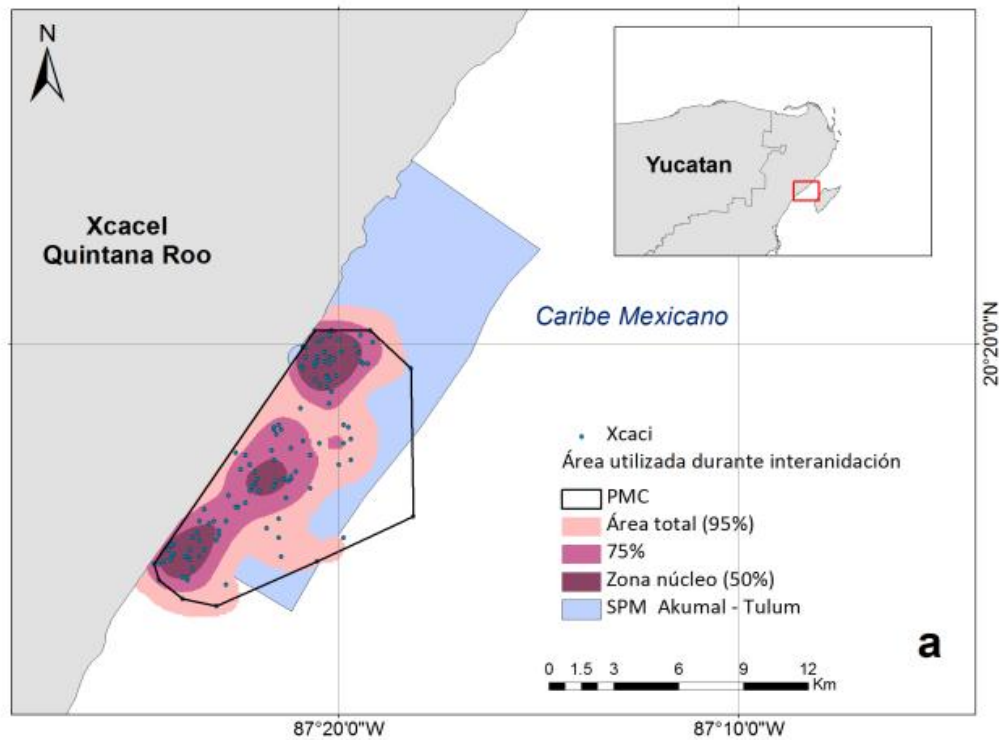 N
Yucatan
Xcacel
Quintana Roo
Caribe Mexicano
20°20'0"N
Xcaci
Área utilizada durante interanidación
PMC
Área total (95%)
75%
Zona núcleo (50%)
SPM Akumal - Tulum
a
0 1.5 3 6 9 12
Km
87°20'0"W 87°10'0"W